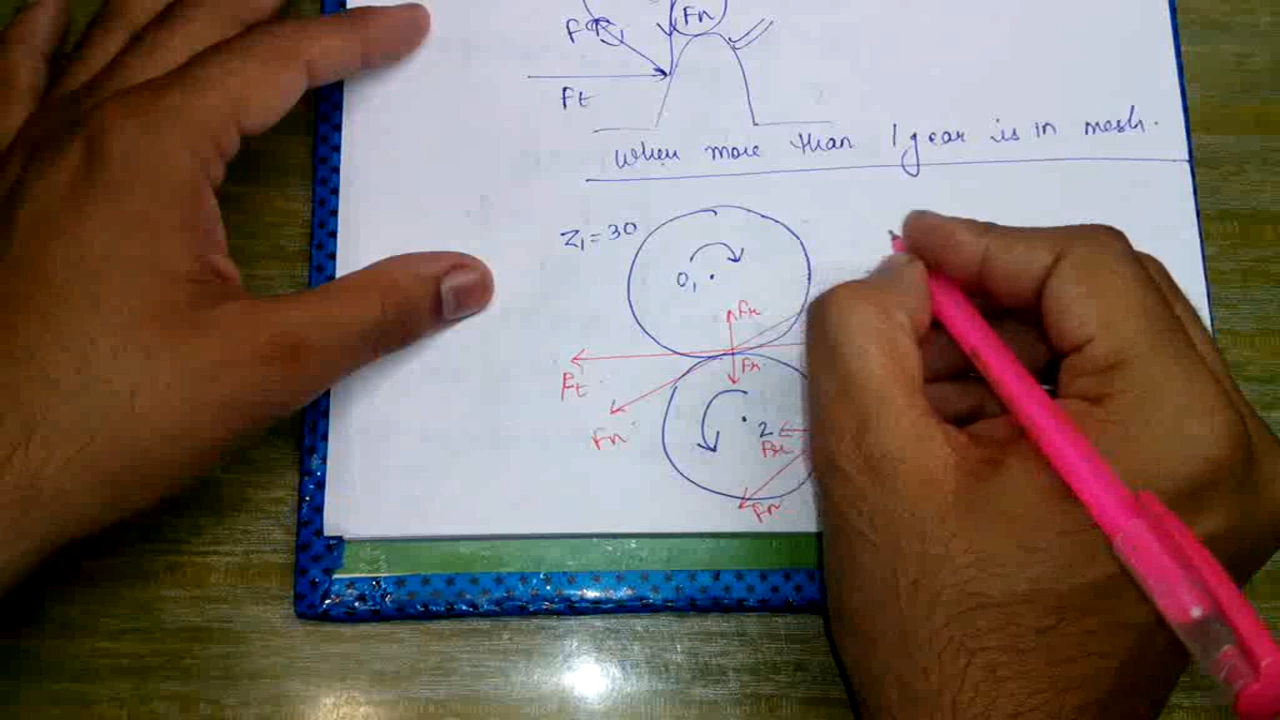 Fn
Ft
When more than 1 gear is in mesh.
Z₁ = 30
O₁
Fr
Ft
Fr
Fn
2
Fr
Fn